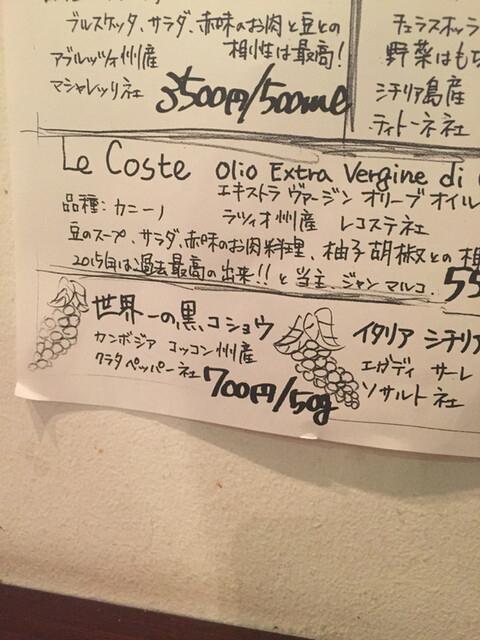 ブルスケッタ、サラダ、赤味のお肉と豆との
相性は最高!
アブルッツォ州産
マシャレッリ社
3500円/500ml
チェラスオッラ
野菜はもち
シチリア島産
ティトーネ社
Le Coste Olio Extra Vergine di
エキストラ ヴァージン オリーブ オイル
品種:カニーノ
ラツィオ州産 レコステ社
豆のスープ、サラダ、赤味のお肉料理、柚子胡椒との相
2015年は過去最高の出来!!と当主、ジャン マルコ.
55
世界一の黒コショウ
カンボジア コッコン州産
クラタペッパー社
700円/50g
イタリア シチリア
エガディ サーレ
ソサルト社